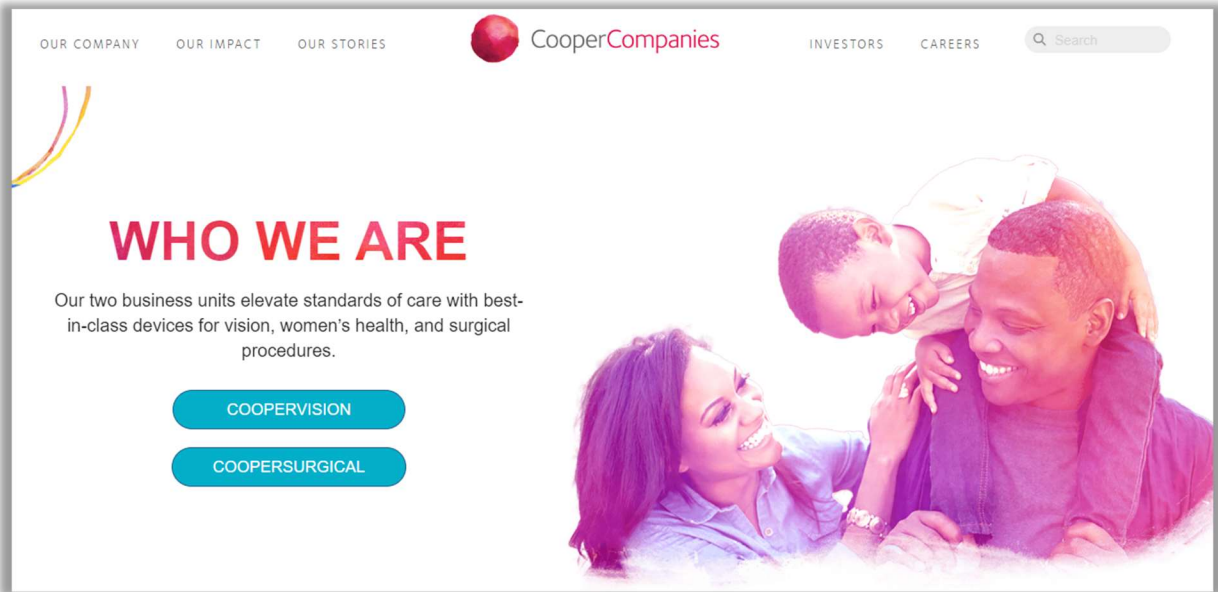 OUR COMPANY OUR IMPACT OUR STORIES CooperCompanies INVESTORS CAREERS Search
WHO WE ARE
Our two business units elevate standards of care with best-
in-class devices for vision, women's health, and surgical
procedures.
COOPERVISION
COOPERSURGICAL